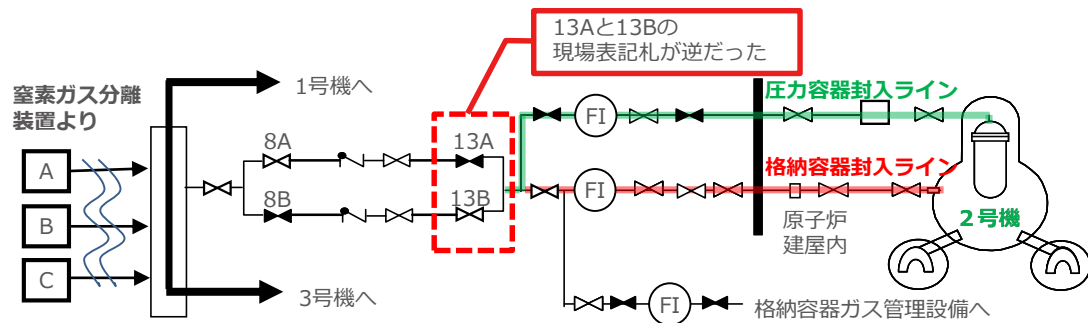 13Aと13Bの
現場表記札が逆だった
1号機へ
窒素ガス分離
装置より
圧力容器封入ライン
FI
8A
13A
A
格納容器封入ライン
FI
8B
13B
B
原子炉
建屋内
2号機
C
3号機へ
FI
格納容器ガス管理設備へ